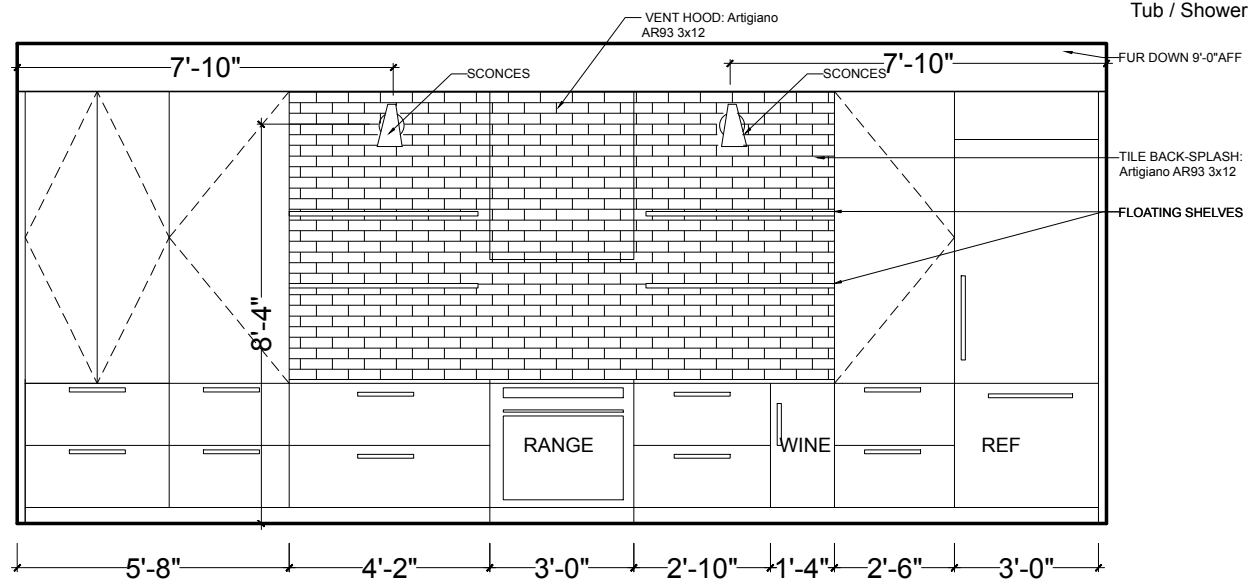 Tub / Shower
VENT HOOD: Artigiano
AR93 3x12
FUR DOWN 9'-0"AFF
7'-10"
7'-10"
SCONCES
SCONCES
TILE BACK-SPLASH:
Artigiano AR93 3x12
FLOATING SHELVES
8'-4"
RANGE
WINE
REF
5'-8"
4'-2"
3'-0"
2'-10"
1'-4"
2'-6"
3'-0"